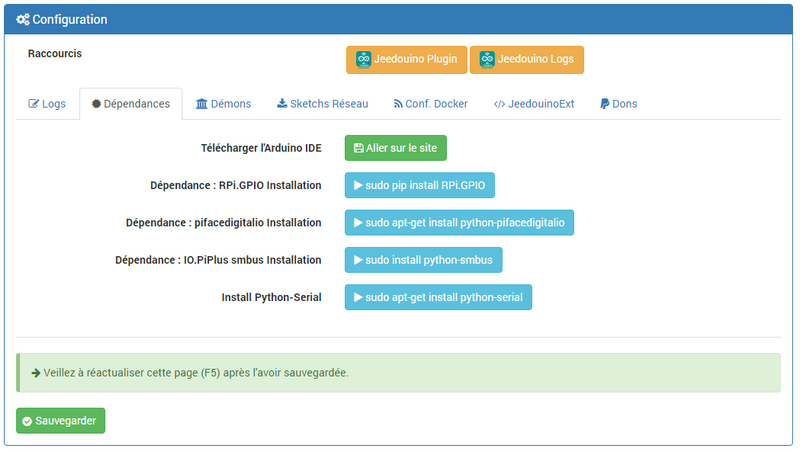 Configuration
Raccourcis
Jeedouino Plugin
Jeedouino Logs
Logs
Dépendances
Démons
Sketchs Réseau
Conf. Docker
JeedouinoExt
Dons
Télécharger l'Arduino IDE
Aller sur le site
Dépendance : RPi.GPIO Installation
sudo pip install RPi.GPIO
Dépendance : pifacedigitalio Installation
sudo apt-get install python-pifacedigitalio
Dépendance : IO.PiPlus smbus Installation
sudo install python-smbus
Install Python-Serial
sudo apt-get install python-serial
Veillez à réactualiser cette page (F5) après l'avoir sauvegardée.
Sauvegarder